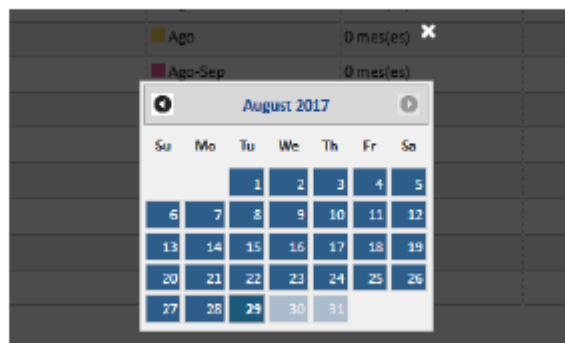 Ago 0 mes(es)
Ago-Sep 0 mes(es)
August 2017
Su Mo Tu We Th Fr Sa
1 2 3 4 5
6 7 8 9 10 11 12
13 14 15 16 17 18 19
20 21 22 23 24 25 26
27 28 29 30 31